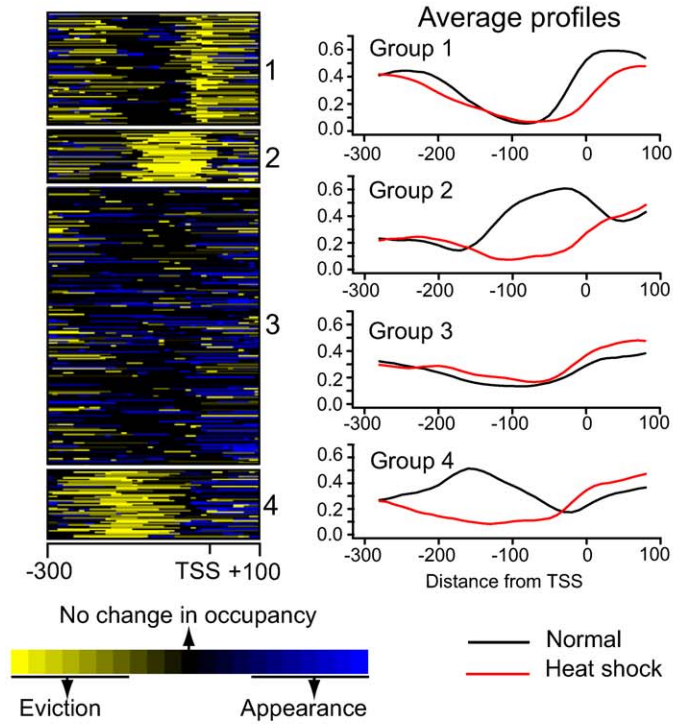 Average profiles
1
2
3
4
-300 TSS +100
Group 1
0.6
0.4
0.2
0.0
-300 -200 -100 0 100
Group 2
0.6
0.4
0.2
0.0
-300 -200 -100 0 100
Group 3
0.6
0.4
0.2
0.0
-300 -200 -100 0 100
Group 4
0.6
0.4
0.2
0.0
-300 -200 -100 0 100
Distance from TSS
No change in occupancy
Eviction Appearance
Normal
Heat shock